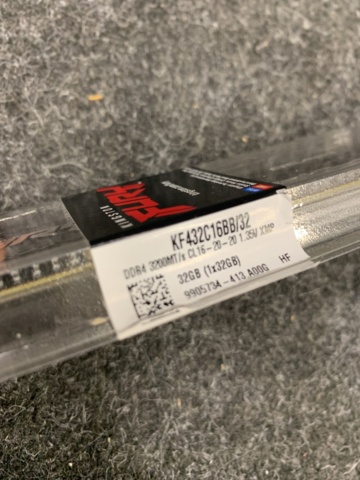 KINGSTON
FURY
KF432C16BB/32
DDR4 3200MT/s CL16-20-20 1.35V XMP
32GB (1x32GB)
9905734-413.A00G
HF